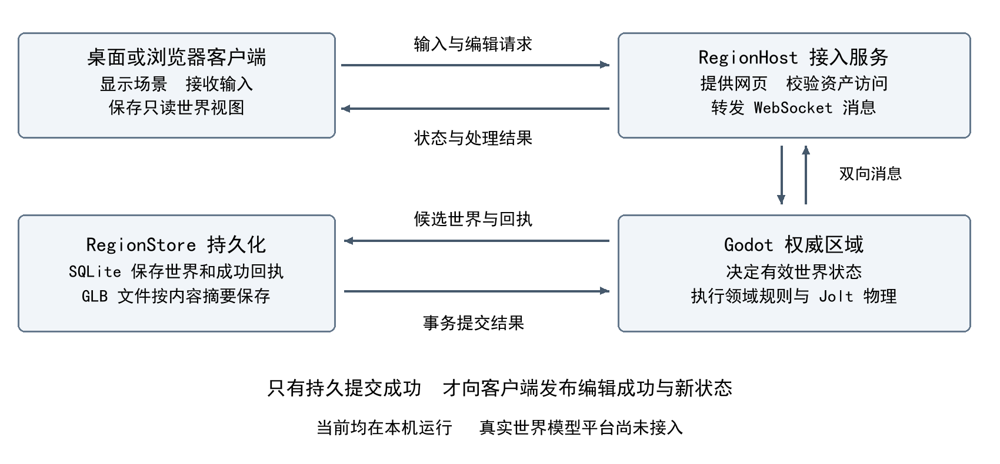 桌面或浏览器客户端
显示场景 接收输入
保存只读世界视图
输入与编辑请求
状态与处理结果
RegionHost 接入服务
提供网页 校验资产访问
转发 WebSocket 消息
双向消息
RegionStore 持久化
SQLite 保存世界和成功回执
GLB 文件按内容摘要保存
候选世界与回执
事务提交结果
Godot 权威区域
决定有效世界状态
执行领域规则与 Jolt 物理
只有持久提交成功 才向客户端发布编辑成功与新状态
当前均在本机运行 真实世界模型平台尚未接入